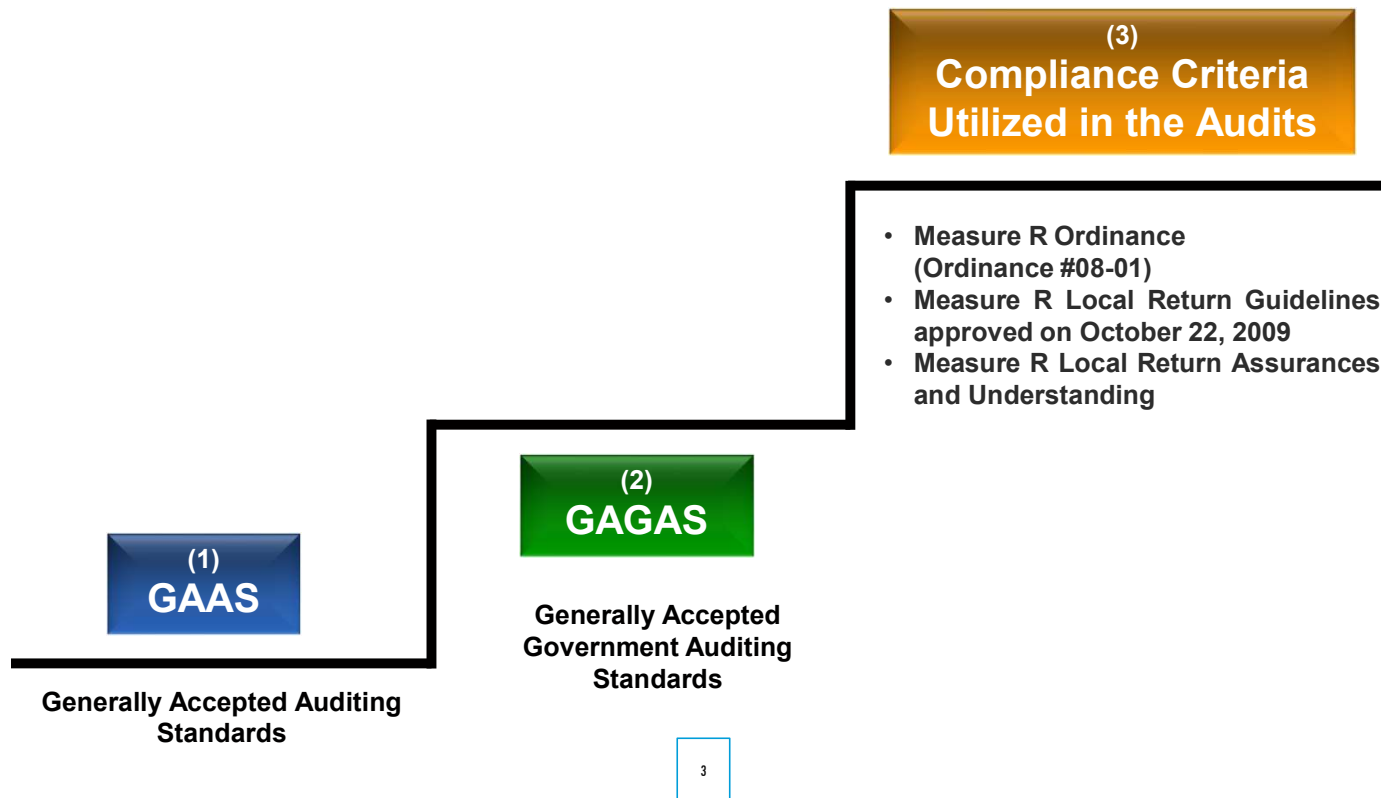 (1)
GAAS
Generally Accepted Auditing
Standards
(2)
GAGAS
Generally Accepted
Government Auditing
Standards
(3)
Compliance Criteria
Utilized in the Audits
• Measure R Ordinance
(Ordinance #08-01)
• Measure R Local Return Guidelines
approved on October 22, 2009
• Measure R Local Return Assurances
and Understanding
3